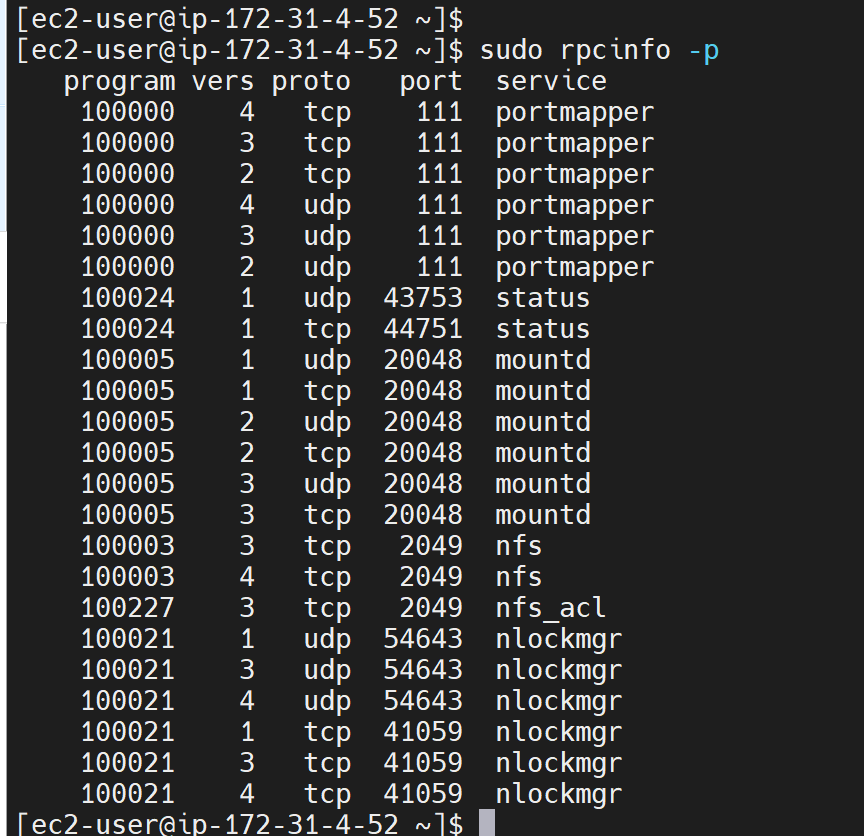 [ec2-user@ip-172-31-4-52 ~]$
[ec2-user@ip-172-31-4-52 ~]$ sudo rpcinfo -p
   program vers proto   port  service
    100000    4   tcp    111  portmapper
    100000    3   tcp    111  portmapper
    100000    2   tcp    111  portmapper
    100000    4   udp    111  portmapper
    100000    3   udp    111  portmapper
    100000    2   udp    111  portmapper
    100024    1   udp  43753  status
    100024    1   tcp  44751  status
    100005    1   udp  20048  mountd
    100005    1   tcp  20048  mountd
    100005    2   udp  20048  mountd
    100005    2   tcp  20048  mountd
    100005    3   udp  20048  mountd
    100005    3   tcp  20048  mountd
    100003    3   tcp   2049  nfs
    100003    4   tcp   2049  nfs
    100227    3   tcp   2049  nfs_acl
    100021    1   udp  54643  nlockmgr
    100021    3   udp  54643  nlockmgr
    100021    4   udp  54643  nlockmgr
    100021    1   tcp  41059  nlockmgr
    100021    3   tcp  41059  nlockmgr
    100021    4   tcp  41059  nlockmgr
[ec2-user@ip-172-31-4-52 ~]$